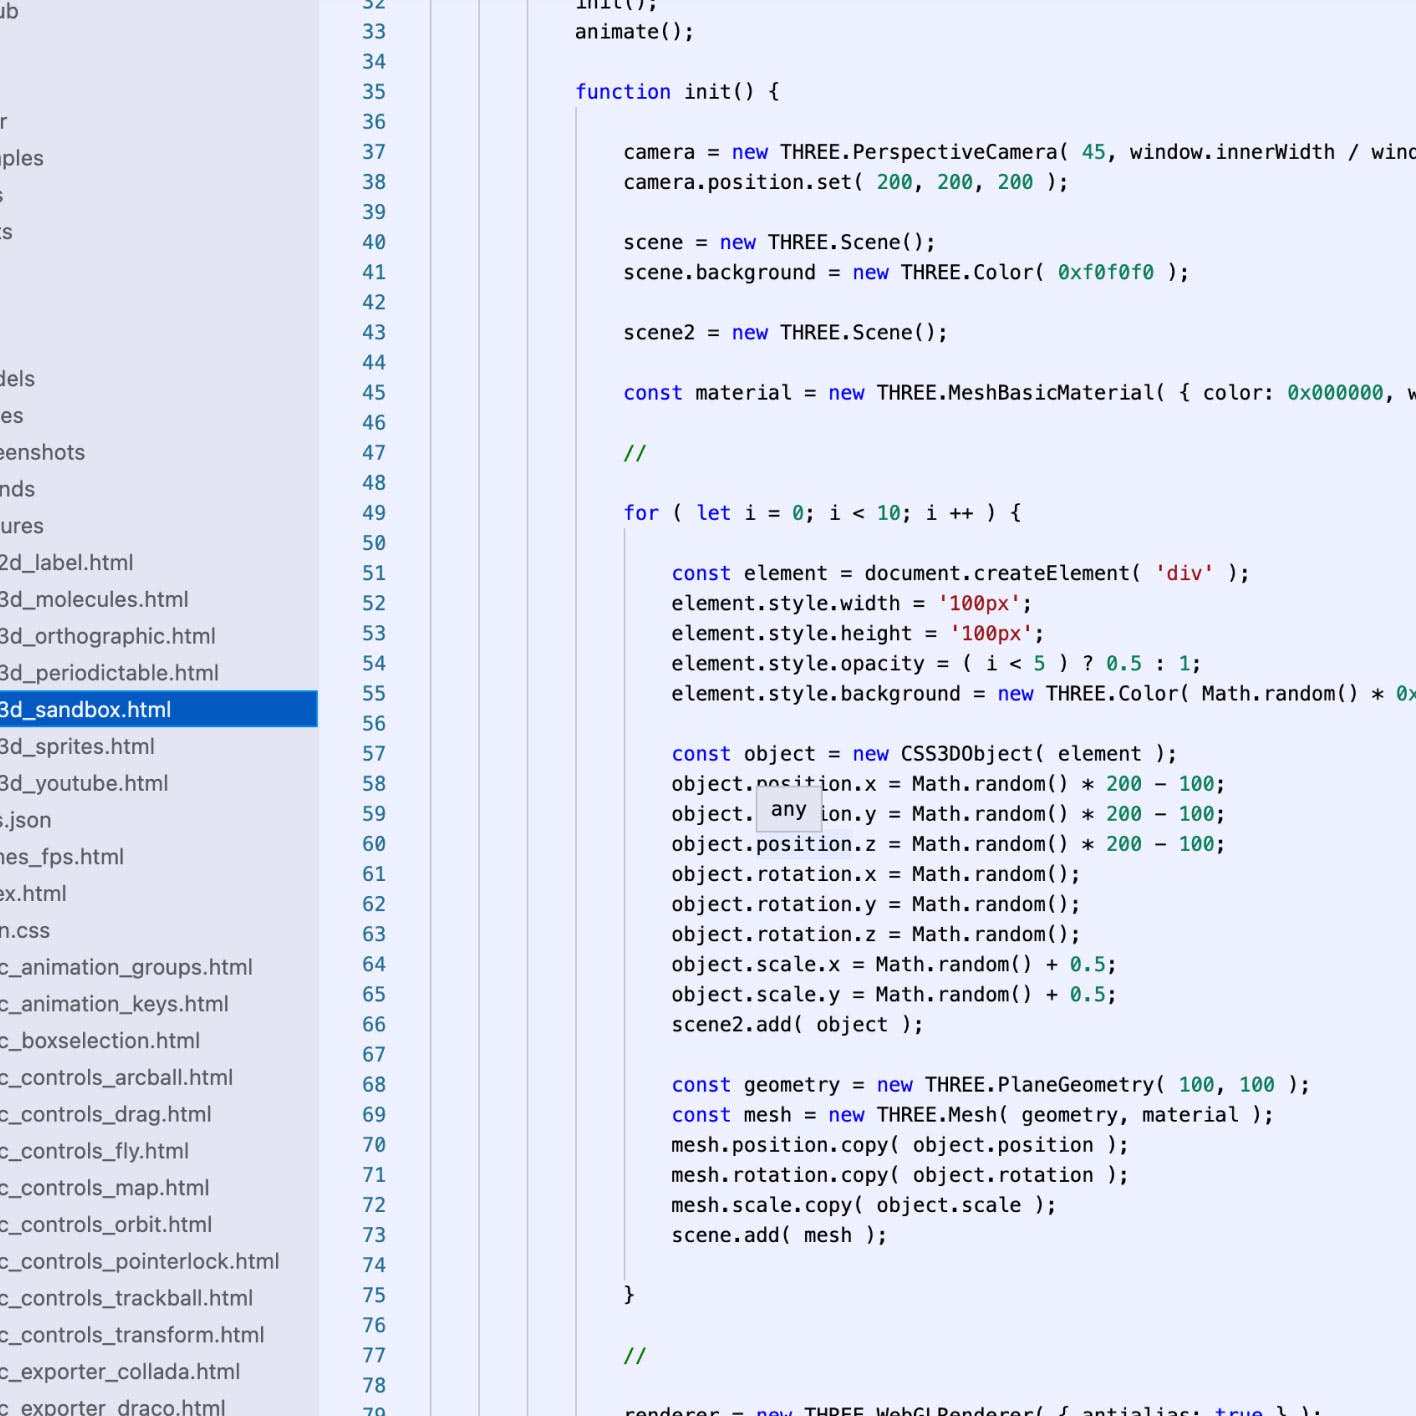 ub
r
ples
s
ts
dels
es
eenshots
nds
ures
2d_label.html
3d_molecules.html
3d_orthographic.html
3d_periodictable.html
3d_sandbox.html
3d_sprites.html
3d_youtube.html
s.json
nes_fps.html
ex.html
n.css
c_animation_groups.html
c_animation_keys.html
c_boxselection.html
c_controls_arcball.html
c_controls_drag.html
c_controls_fly.html
c_controls_map.html
c_controls_orbit.html
c_controls_pointerlock.html
c_controls_trackball.html
c_controls_transform.html
c_exporter_collada.html
c_exporter_draco.html
32 init();
33 animate();
34
35 function init() {
36
37 camera = new THREE.PerspectiveCamera( 45, window.innerWidth / wind
38 camera.position.set( 200, 200, 200 );
39
40 scene = new THREE.Scene();
41 scene.background = new THREE.Color( 0xf0f0f0 );
42
43 scene2 = new THREE.Scene();
44
45 const material = new THREE.MeshBasicMaterial( { color: 0x000000, w
46
47 //
48
49 for ( let i = 0; i < 10; i ++ ) {
50
51 const element = document.createElement( 'div' );
52 element.style.width = '100px';
53 element.style.height = '100px';
54 element.style.opacity = ( i < 5 ) ? 0.5 : 1;
55 element.style.background = new THREE.Color( Math.random() * 0x
56
57 const object = new CSS3DObject( element );
58 object.position.x = Math.random() * 200 - 100;
any
59 object. ion.y = Math.random() * 200 - 100;
60 object.position.z = Math.random() * 200 - 100;
61 object.rotation.x = Math.random();
62 object.rotation.y = Math.random();
63 object.rotation.z = Math.random();
64 object.scale.x = Math.random() + 0.5;
65 object.scale.y = Math.random() + 0.5;
66 scene2.add( object );
67
68 const geometry = new THREE.PlaneGeometry( 100, 100 );
69 const mesh = new THREE.Mesh( geometry, material );
70 mesh.position.copy( object.position );
71 mesh.rotation.copy( object.rotation );
72 mesh.scale.copy( object.scale );
73 scene.add( mesh );
74
75 }
76
77 //
78
79 renderer = new THREE.WebGLRenderer( { antialias: true } );